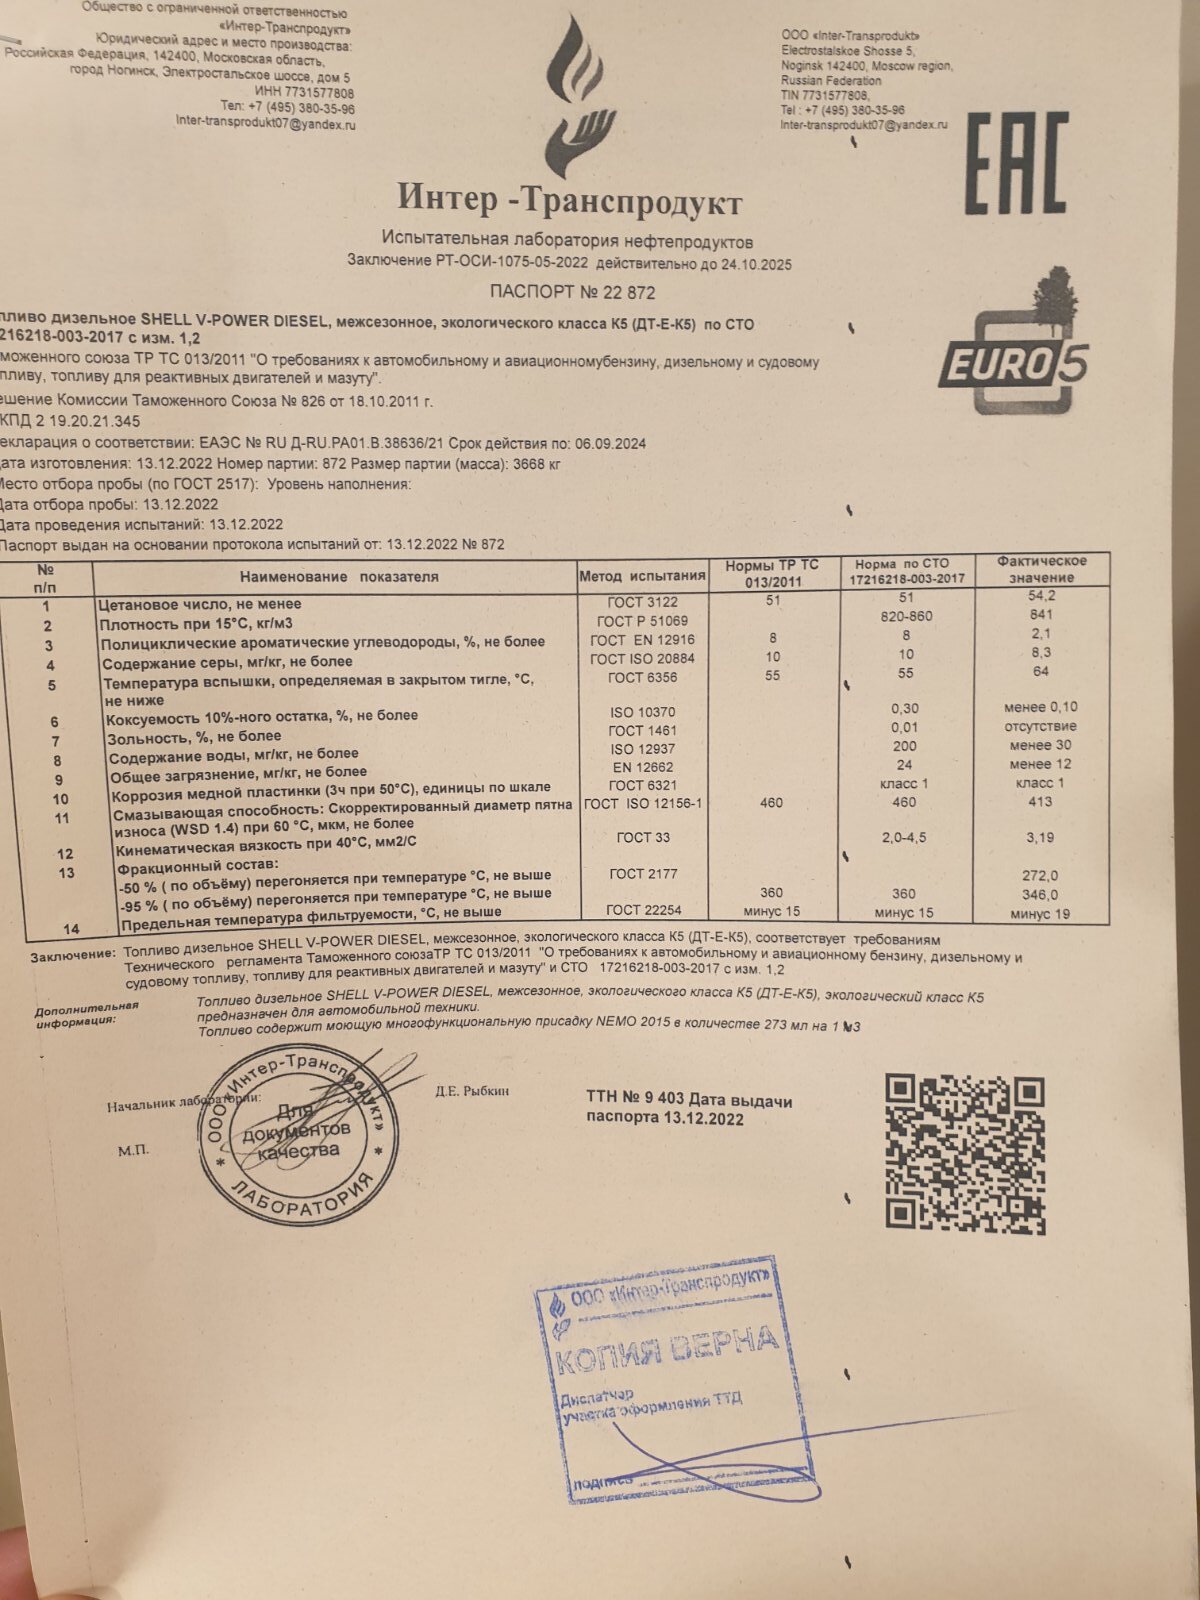 Общество с ограниченной ответственностью
«Интер-Транспродукт»
Юридический адрес и место производства:
Российская Федерация, 142400, Московская область,
город Ногинск, Электростальское шоссе, дом 5
ИНН 7731577808
Тел: +7 (495) 380-35-96
Inter-transprodukt07@yandex.ru
ООО «Inter-Transprodukt»
Electrostalskoe Shosse 5,
Noginsk 142400, Moscow region,
Russian Federation
TIN 7731577808,
Tel : +7 (495) 380-35-96
Inter-transprodukt07@yandex.ru
EAC
Интер -Транспродукт
Испытательная лаборатория нефтепродуктов
Заключение РТ-ОСИ-1075-05-2022 действительно до 24.10.2025
ПАСПОРТ № 22 872
EURO 5
пливо дизельное SHELL V-POWER DIESEL, межсезонное, экологического класса К5 (ДТ-Е-К5) по СТО
216218-003-2017 с изм. 1,2
моженного союза ТР ТС 013/2011 "О требованиях к автомобильному и авиационномубензину, дизельному и судовому
пливу, топливу для реактивных двигателей и мазуту".
ешение Комиссии Таможенного Союза № 826 от 18.10.2011 г.
КПД 2 19.20.21.345
екларация о соответствии: ЕАЭС № RU Д-RU.РА01.В.38636/21 Срок действия по: 06.09.2024
ата изготовления: 13.12.2022 Номер партии: 872 Размер партии (масса): 3668 кг
Место отбора пробы (по ГОСТ 2517): Уровень наполнения:
Дата отбора пробы: 13.12.2022
Дата проведения испытаний: 13.12.2022
Паспорт выдан на основании протокола испытаний от: 13.12.2022 № 872
№ п/п Наименование показателя Метод испытания Нормы ТР ТС 013/2011 Норма по СТО 17216218-003-2017 Фактическое значение
1 Цетановое число, не менее ГОСТ 3122 51 51 54,2
2 Плотность при 15°С, кг/м3 ГОСТ Р 51069 820-860 841
3 Полициклические ароматические углеводороды, %, не более ГОСТ EN 12916 8 8 2,1
4 Содержание серы, мг/кг, не более ГОСТ ISO 20884 10 10 8,3
5 Температура вспышки, определяемая в закрытом тигле, °С, ГОСТ 6356 55 55 64
не ниже
6 Коксуемость 10%-ного остатка, %, не более ISO 10370 0,30 менее 0,10
7 Зольность, %, не более ГОСТ 1461 0,01 отсутствие
8 Содержание воды, мг/кг, не более ISO 12937 200 менее 30
9 Общее загрязнение, мг/кг, не более EN 12662 24 менее 12
10 Коррозия медной пластинки (3ч при 50°С), единицы по шкале ГОСТ 6321 класс 1 класс 1
11 Смазывающая способность: Скорректированный диаметр пятна ГОСТ ISO 12156-1 460 460 413
износа (WSD 1.4) при 60 °С, мкм, не более
12 Кинематическая вязкость при 40°С, мм2/С ГОСТ 33 2,0-4,5 3,19
13 Фракционный состав: ГОСТ 2177
-50 % ( по объёму) перегоняется при температуре °С, не выше 272,0
-95 % ( по объёму) перегоняется при температуре °С, не выше 360 360 346,0
14 Предельная температура фильтруемости, °С, не выше ГОСТ 22254 минус 15 минус 15 минус 19
Заключение: Топливо дизельное SHELL V-POWER DIESEL, межсезонное, экологического класса К5 (ДТ-Е-К5), соответствует требованиям
Технического регламента Таможенного союзаТР ТС 013/2011 "О требованиях к автомобильному и авиационному бензину, дизельному и
судовому топливу, топливу для реактивных двигателей и мазуту" и СТО 17216218-003-2017 с изм. 1,2
Дополнительная информация: Топливо дизельное SHELL V-POWER DIESEL, межсезонное, экологического класса К5 (ДТ-Е-К5), экологический класс К5
предназначен для автомобильной техники.
Топливо содержит моющую многофункциональную присадку NEMO 2015 в количестве 273 мл на 1 м3
Начальник лаборатории:
Д.Е. Рыбкин
М.П.
* ООО «Интер-Транспродукт» *
Для
документов
качества
ЛАБОРАТОРИЯ
ТТН № 9 403 Дата выдачи
паспорта 13.12.2022
ООО «Интер-Транспродукт»
КОПИЯ ВЕРНА
Диспатчер
участка оформления ТТД
подпись